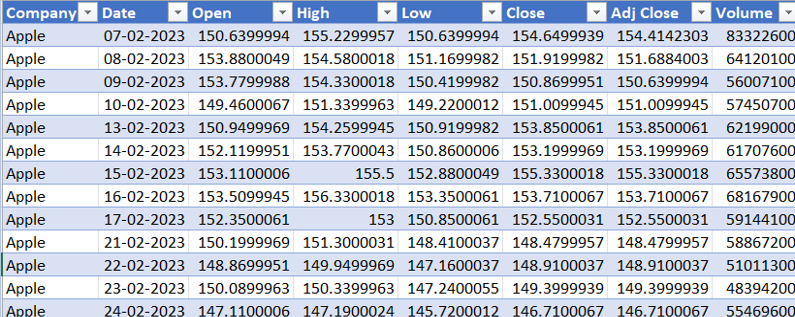 Company Date Open High Low Close Adj Close Volume
Apple 07-02-2023 150.6399994 155.2299957 150.6399994 154.6499939 154.4142303 83322600
Apple 08-02-2023 153.8800049 154.5800018 151.1699982 151.9199982 151.6884003 64120100
Apple 09-02-2023 153.7799988 154.3300018 150.4199982 150.8699951 150.6399994 56007100
Apple 10-02-2023 149.4600067 151.3399963 149.2200012 151.0099945 151.0099945 57450700
Apple 13-02-2023 150.9499969 154.2599945 150.9199982 153.8500061 153.8500061 62199000
Apple 14-02-2023 152.1199951 153.7700043 150.8600006 153.1999969 153.1999969 61707600
Apple 15-02-2023 153.1100006 155.5 152.8800049 155.3300018 155.3300018 65573800
Apple 16-02-2023 153.5099945 156.3300018 153.3500061 153.7100067 153.7100067 68167900
Apple 17-02-2023 152.3500061 153 150.8500061 152.5500031 152.5500031 59144100
Apple 21-02-2023 150.1999969 151.3000031 148.4100037 148.4799957 148.4799957 58867200
Apple 22-02-2023 148.8699951 149.9499969 147.1600037 148.9100037 148.9100037 51011300
Apple 23-02-2023 150.0899963 150.3399963 147.2400055 149.3999939 149.3999939 48394200
Apple 24-02-2023 147.1100006 147.1900024 145.7200012 146.7100067 146.7100067 55469600